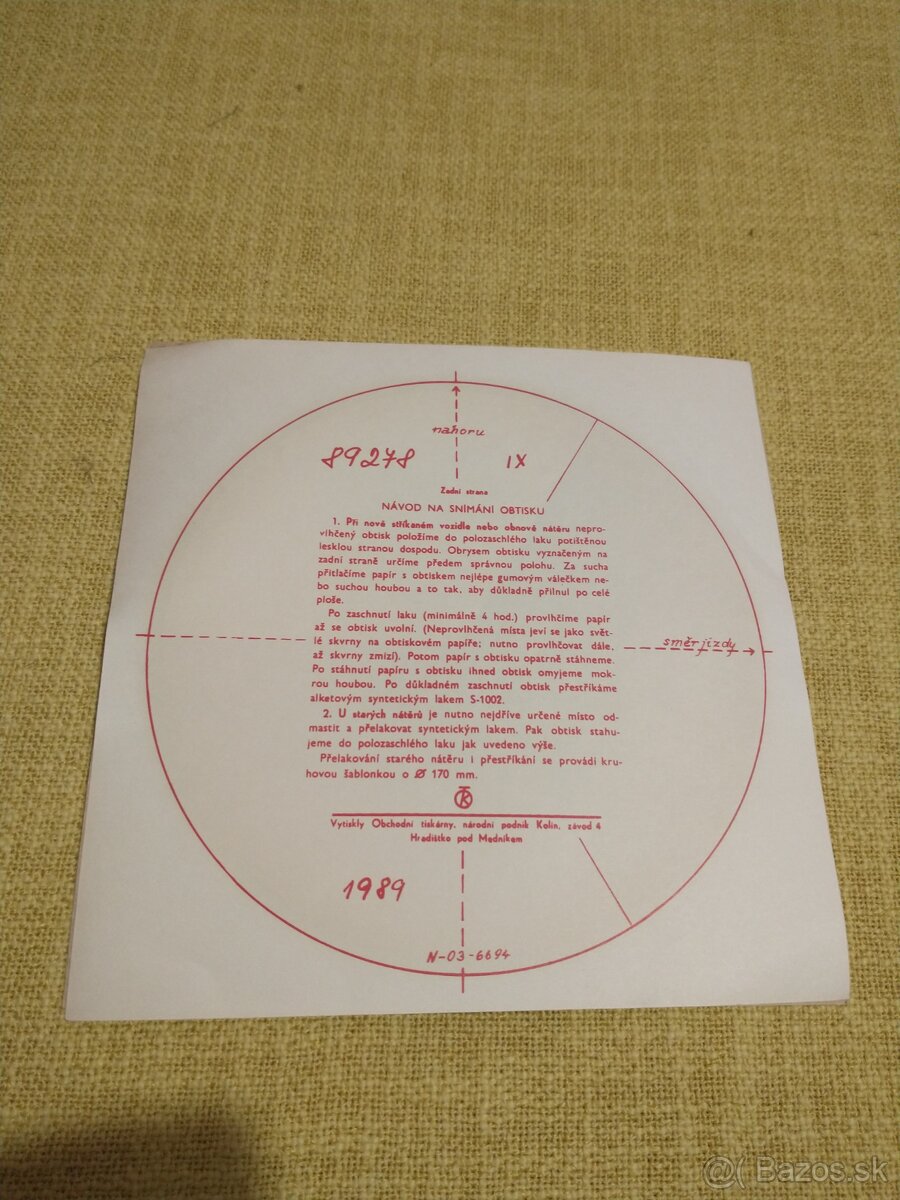 nahoru
89278 IX
Zadní strana
NÁVOD NA SNÍMÁNÍ OBTISKU
1. Při nově stříkaném vozidle nebo obnově nátěru nepro-
vlhčený obtisk položíme do polozaschlého laku potištěnou
lesklou stranou dospodu. Obrysem obtisku vyznačeným na
zadní straně určíme předem správnou polohu. Za sucha
přitlačíme papír s obtiskem nejlépe gumovým válečkem ne-
bo suchou houbou a to tak, aby důkladně přilnul po celé
ploše.
Po zaschnutí laku (minimálně 4 hod.) provlhčíme papír
až se obtisk uvolní. (Neprovlhčená místa jeví se jako svět-
lé skvrny na obtiskovém papíře; nutno provlhčovat dále,
až skvrny zmizí). Potom papír s obtisku opatrně stáhneme.
Po stáhnutí papíru s obtisku ihned obtisk omyjeme mok-
rou houbou. Po důkladném zaschnutí obtisk přestříkáme
alketovým syntetickým lakem S-1002.
2. U starých nátěrů je nutno nejdříve určené místo od-
mastit a přelakovat syntetickým lakem. Pak obtisk stahu-
jeme do polozaschlého laku jak uvedeno výše.
Přelakování starého nátěru i přestříkání se provádí kru-
hovou šablonkou o Ø 170 mm.
směr jízdy
Vytiskly Obchodní tiskárny, národní podnik Kolín, závod 4
Hradištko pod Medníkem
1989
N-03-6694
@( Bazos.sk